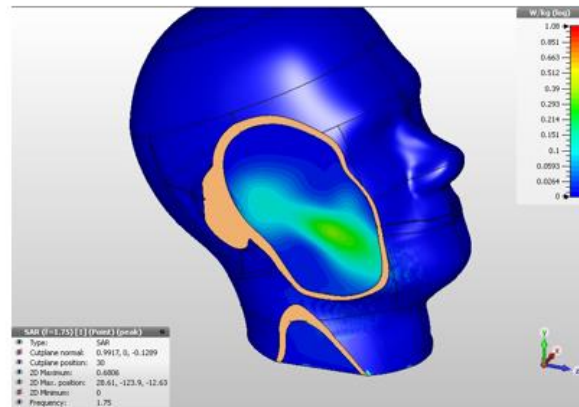 W/kg (log)
1.08
0.851
0.663
0.512
0.39
0.293
0.214
0.151
0.1
0.0593
0.0264
0
SAR (f=1.75) [1] (Point) (peak)
Type: SAR
Cutplane normal: 0.9917, 0, -0.1289
Cutplane position: 30
2D Maximum: 0.6806
2D Max. position: 28.61, -123.9, -12.63
2D Minimum: 0
Frequency: 1.75
y
x
z